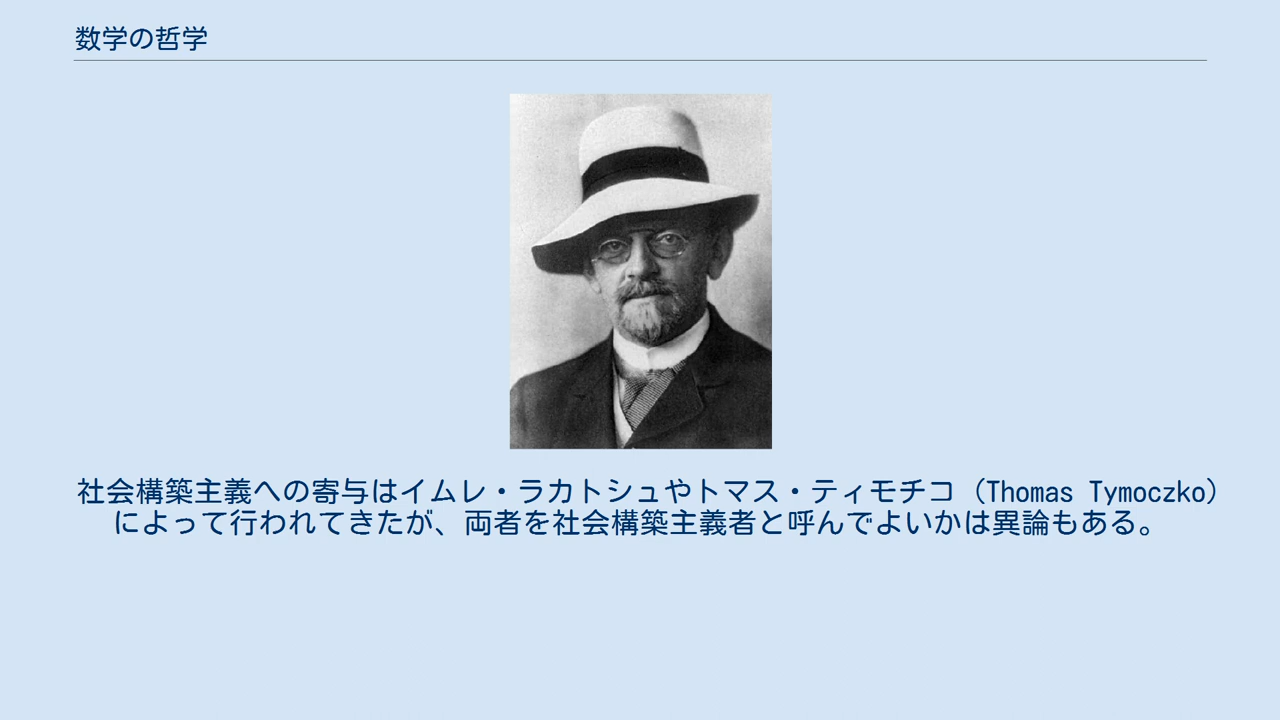 数学の哲学
社会構築主義への寄与はイムレ・ラカトシュやトマス・ティモチコ（Thomas Tymoczko）
によって行われてきたが、両者を社会構築主義者と呼んでよいかは異論もある。